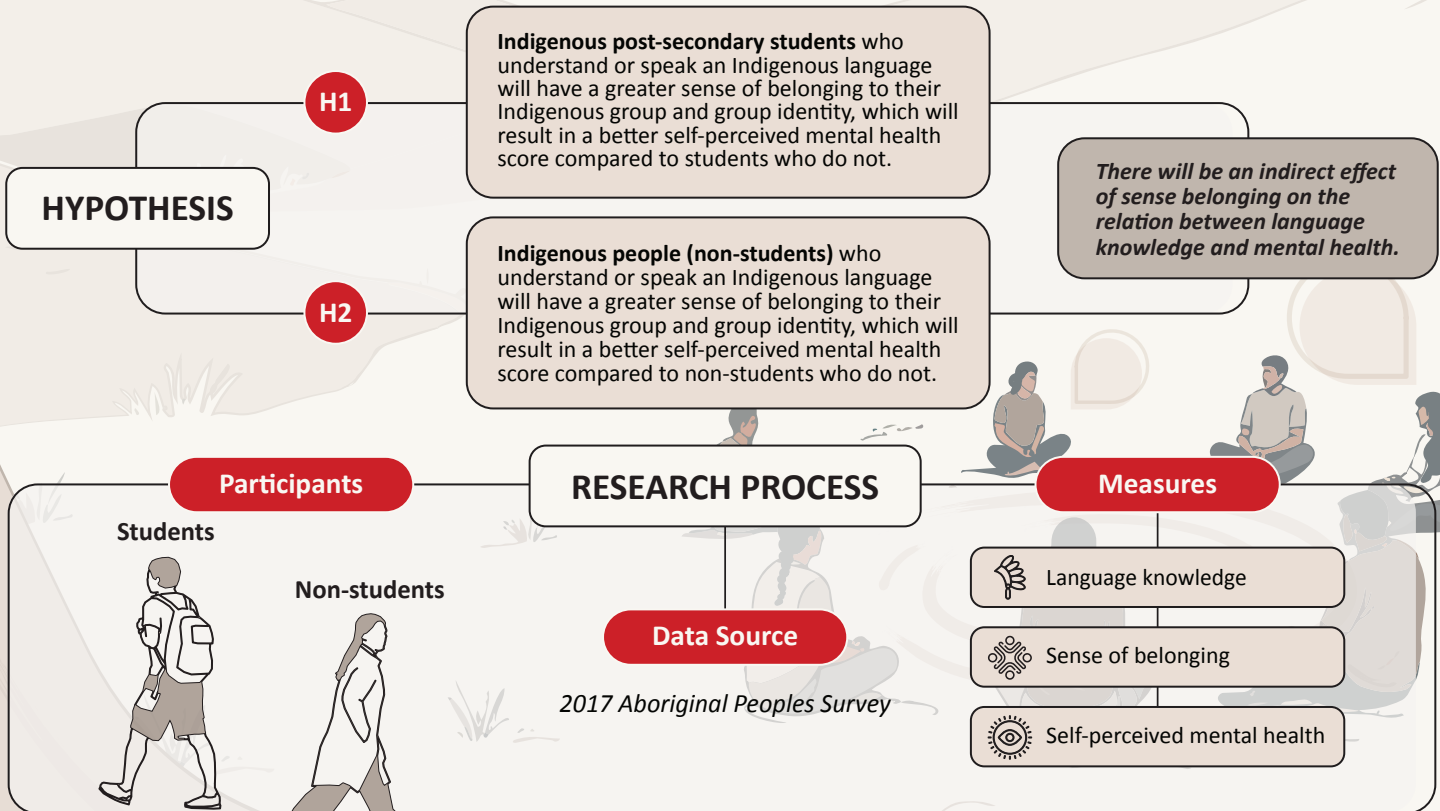 HYPOTHESIS
H1
Indigenous post-secondary students who
understand or speak an Indigenous language
will have a greater sense of belonging to their
Indigenous group and group identity, which will
result in a better self-perceived mental health
score compared to students who do not.
H2
Indigenous people (non-students) who
understand or speak an Indigenous language
will have a greater sense of belonging to their
Indigenous group and group identity, which will
result in a better self-perceived mental health
score compared to non-students who do not.
There will be an indirect effect
of sense belonging on the
relation between language
knowledge and mental health.
RESEARCH PROCESS
Participants
Students
Non-students
Data Source
2017 Aboriginal Peoples Survey
Measures
Language knowledge
Sense of belonging
Self-perceived mental health